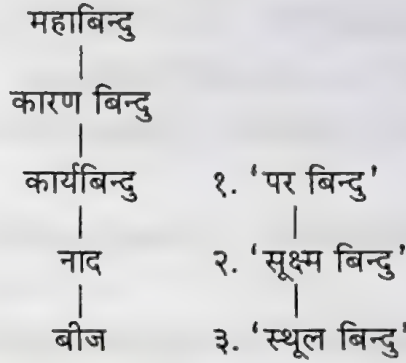 महाबिन्दु
कारण बिन्दु
कार्यबिन्दु १. 'पर बिन्दु'
नाद २. 'सूक्ष्म बिन्दु'
बीज ३. 'स्थूल बिन्दु'